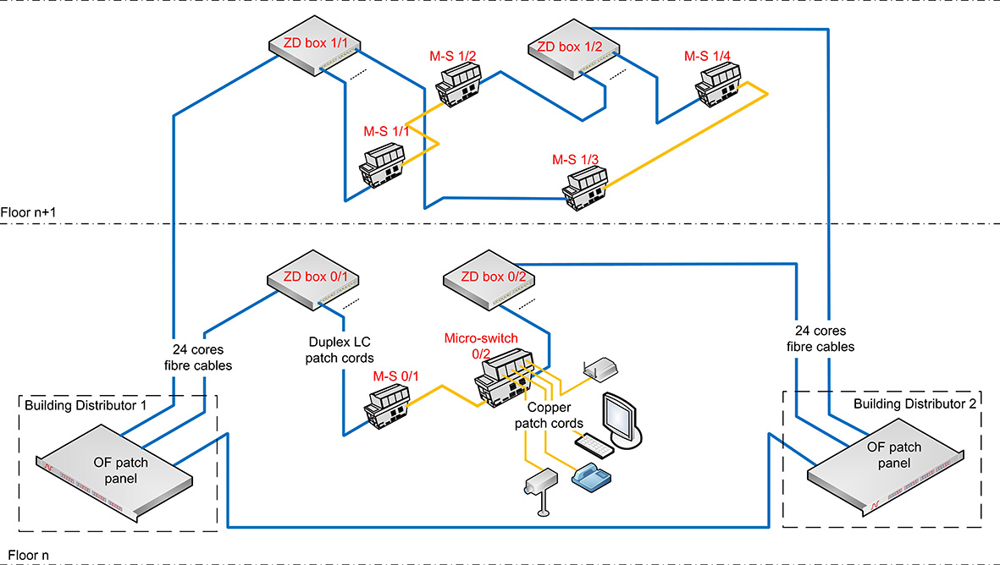 ZD box 1/1
ZD box 1/2
M-S 1/2
M-S 1/4
M-S 1/1
M-S 1/3
Floor n+1
ZD box 0/1
ZD box 0/2
24 cores
fibre cables
Duplex LC
patch cords
Micro-switch
0/2
24 cores
fibre cables
M-S 0/1
Copper
patch cords
Building Distributor 1
Building Distributor 2
OF patch
panel
OF patch
panel
Floor n